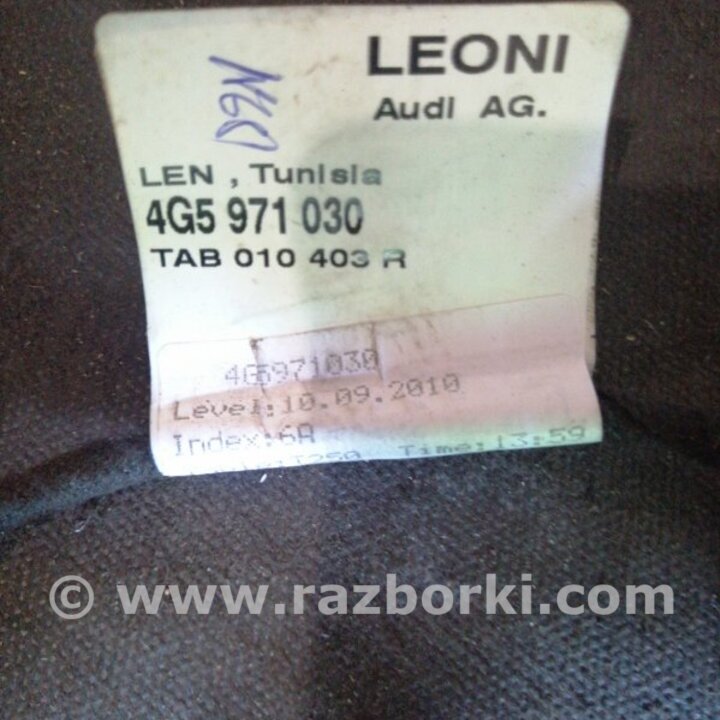 LEONI
Audi AG.
LEN , Tunisia
4G5 971 030
TAB 010 403 R
4G5971030
Level:10.09.2010
Index:6A
Time:13:59
© www.razborki.com